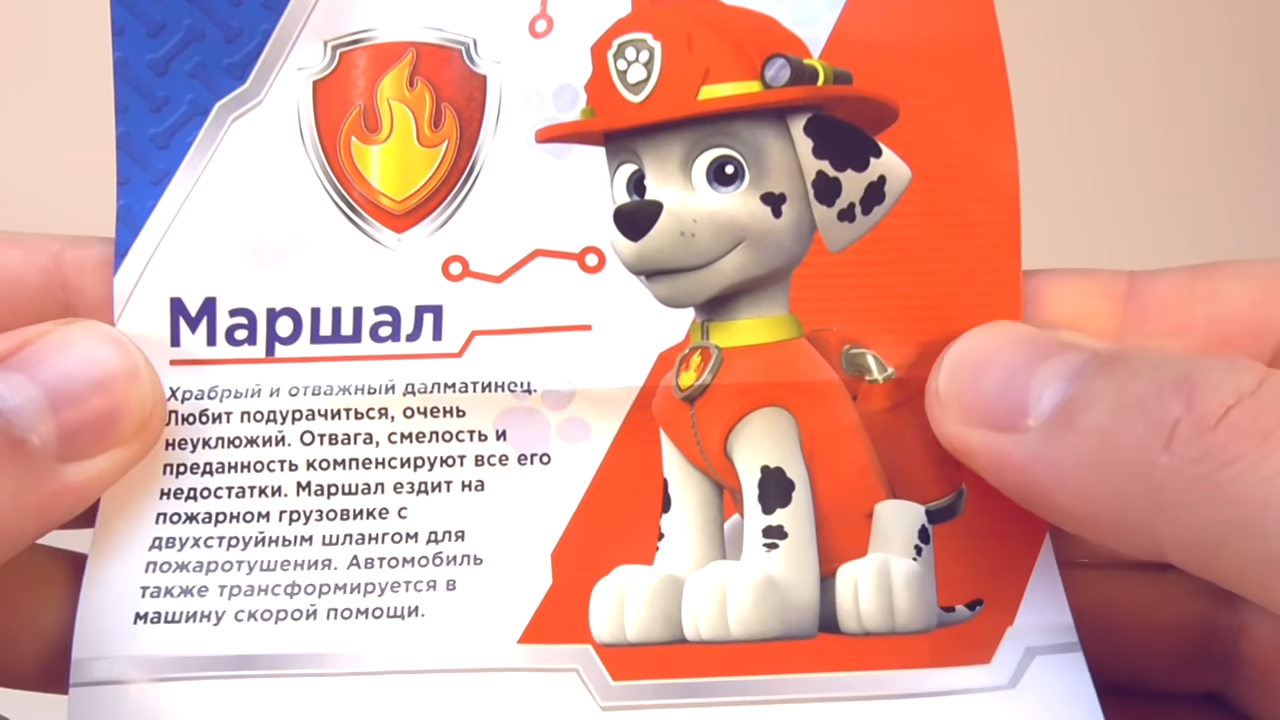 Маршал
Храбрый и отважный далматинец.
Любит подурачиться, очень
неуклюжий. Отвага, смелость и
преданность компенсируют все его
недостатки. Маршал ездит на
пожарном грузовике с
двухструйным шлангом для
пожаротушения. Автомобиль
также трансформируется в
машину скорой помощи.